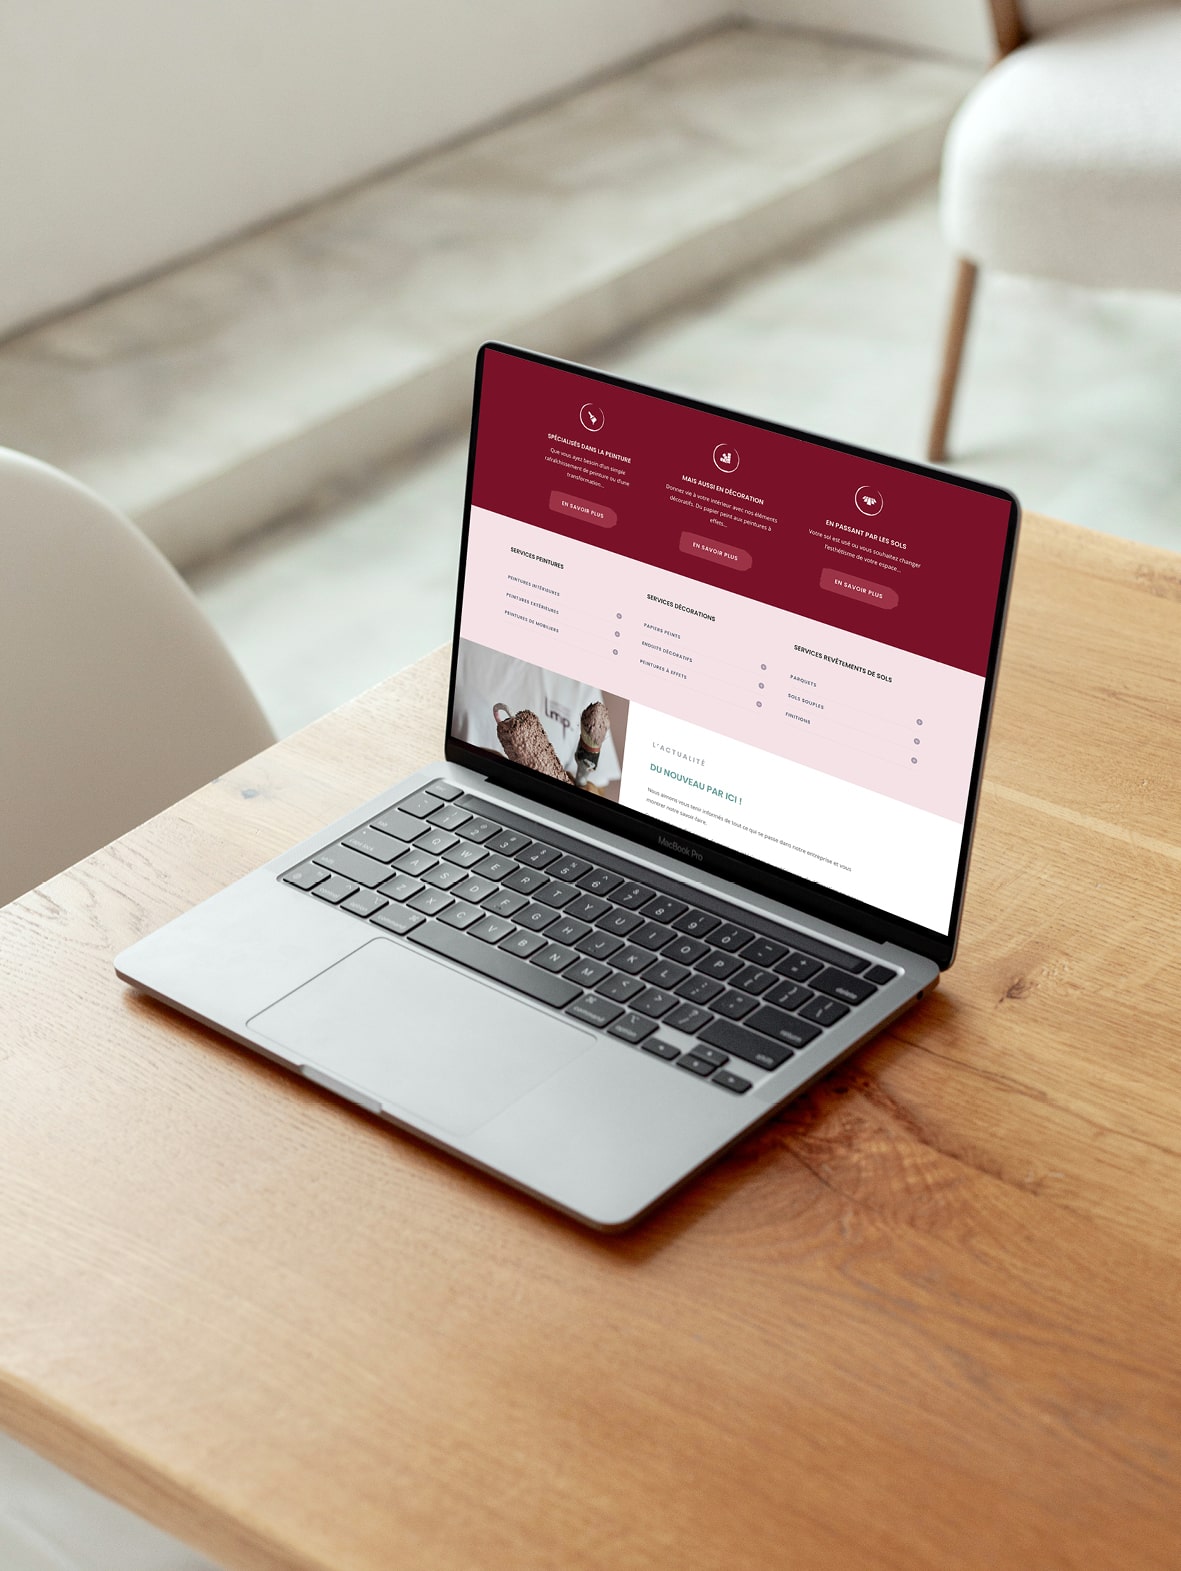 SPÉCIALISÉS DANS LA PEINTURE
Que vous ayez besoin d'un simple
rafraîchissement de peinture ou d'une
transformation...
EN SAVOIR PLUS
MAIS AUSSI EN DÉCORATION
Donnez vie à votre intérieur avec nos éléments
décoratifs. Du papier peint aux peintures à
effets...
EN SAVOIR PLUS
EN PASSANT PAR LES SOLS
Votre sol est usé ou vous souhaitez changer
l'esthétisme de votre espace...
EN SAVOIR PLUS
SERVICES PEINTURES
PEINTURES INTÉRIEURES
PEINTURES EXTÉRIEURES
PEINTURES DE MOBILIERS
SERVICES DÉCORATIONS
PAPIERS PEINTS
ENDUITS DÉCORATIFS
PEINTURES À EFFETS
SERVICES REVÊTEMENTS DE SOLS
PARQUETS
SOLS SOUPLES
FINITIONS
lmp
L'ACTUALITÉ
DU NOUVEAU PAR ICI !
Nous aimons vous tenir informés de tout ce qui se passe dans notre entreprise et vous
montrer notre savoir-faire.
MacBook Pro
Q W E R T Y U I O P
A S D F G H J K L
Z X C V B N M
command
command
option